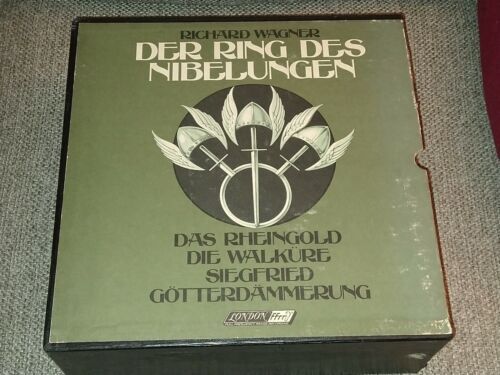 RICHARD WAGNER
DER RING DES
NIBELUNGEN
DAS RHEINGOLD
DIE WALKÜRE
SIEGFRIED
GÖTTERDÄMMERUNG
LONDON ffrr